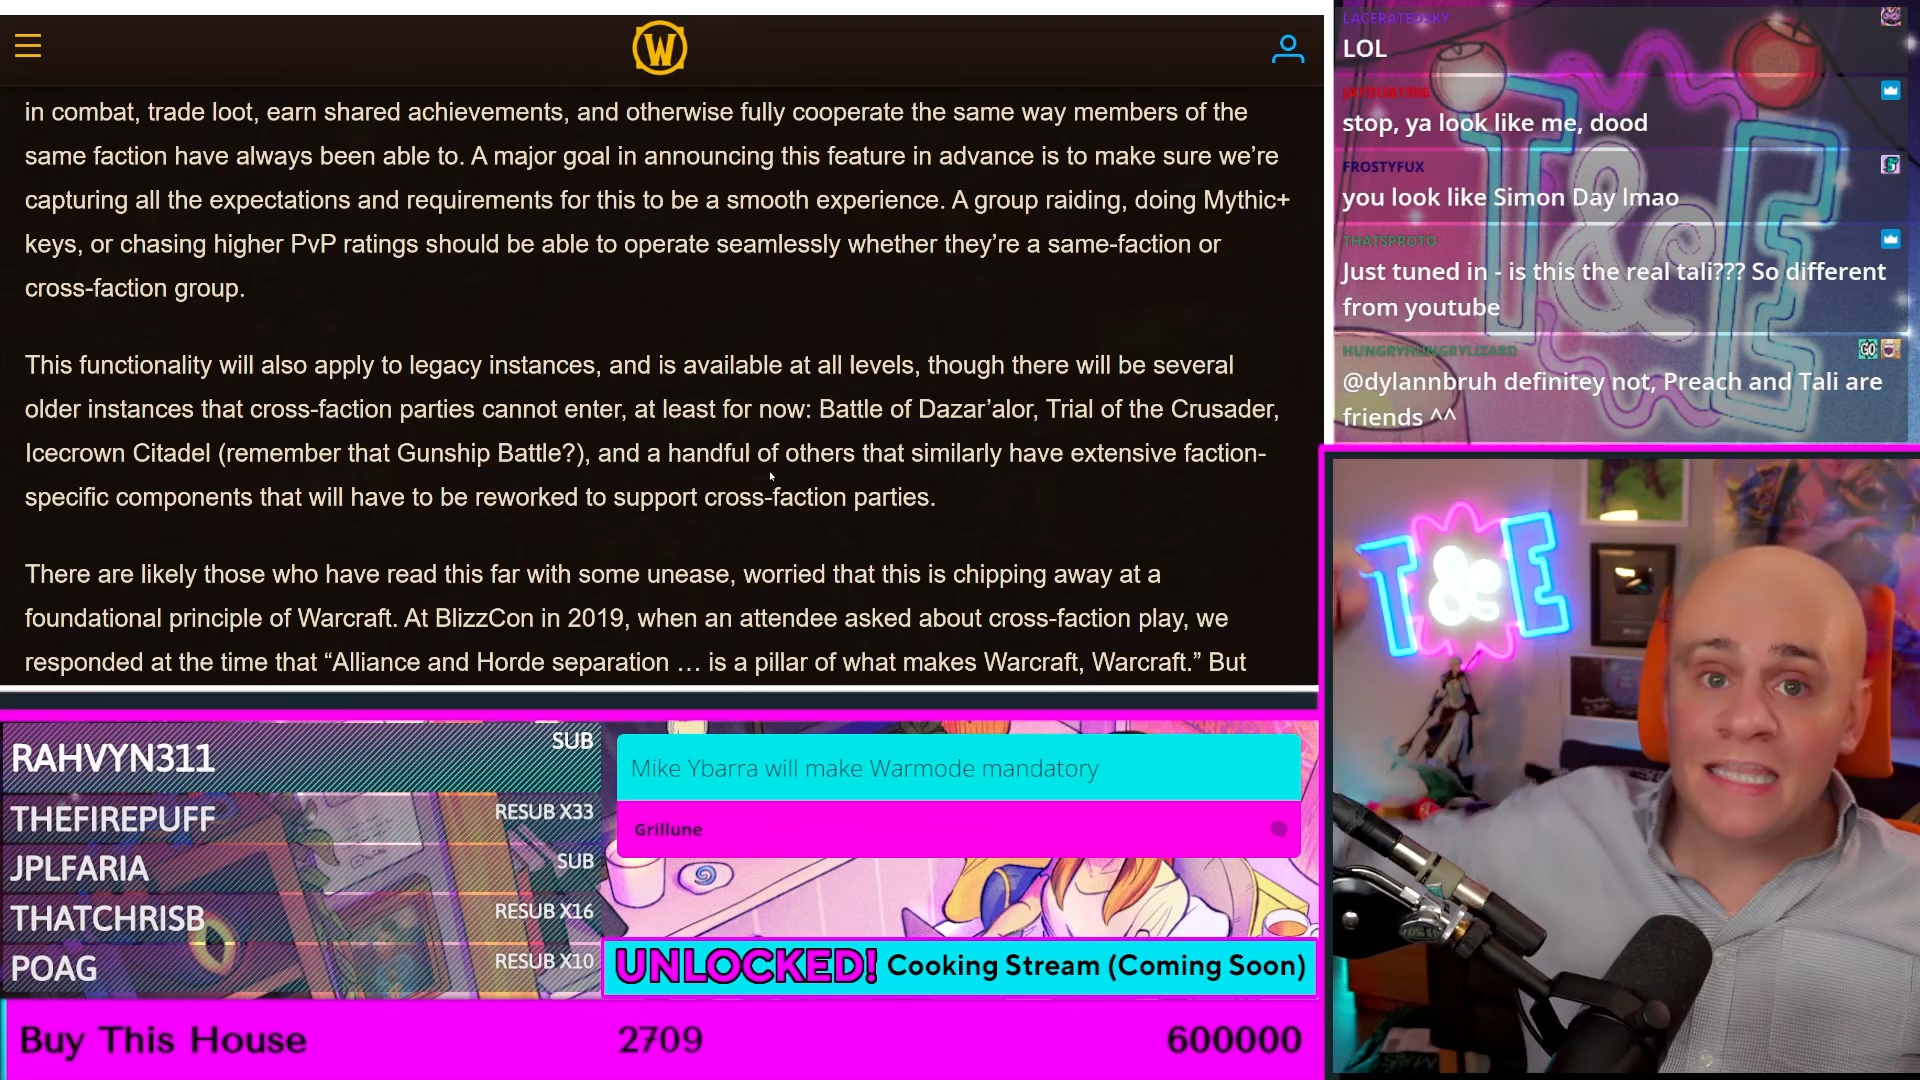 W
in combat, trade loot, earn shared achievements, and otherwise fully cooperate the same way members of the
same faction have always been able to. A major goal in announcing this feature in advance is to make sure we’re
capturing all the expectations and requirements for this to be a smooth experience. A group raiding, doing Mythic+
keys, or chasing higher PvP ratings should be able to operate seamlessly whether they’re a same-faction or
cross-faction group.
This functionality will also apply to legacy instances, and is available at all levels, though there will be several
older instances that cross-faction parties cannot enter, at least for now: Battle of Dazar’alor, Trial of the Crusader,
Icecrown Citadel (remember that Gunship Battle?), and a handful of others that similarly have extensive faction-
specific components that will have to be reworked to support cross-faction parties.
There are likely those who have read this far with some unease, worried that this is chipping away at a
foundational principle of Warcraft. At BlizzCon in 2019, when an attendee asked about cross-faction play, we
responded at the time that “Alliance and Horde separation … is a pillar of what makes Warcraft, Warcraft.” But
LACERATEDSKY
LOL
stop, ya look like me, dood
FROSTYFUX
you look like Simon Day lmao
THATSPROTO
Just tuned in - is this the real tali??? So different
from youtube
HUNGRYHUNGRYLIZARD
@dylannbruh definitey not, Preach and Tali are
friends ^^
T&E
T&E
RAHVYN311 SUB
THEFIREPUFF RESUB X33
JPLFARIA SUB
THATCHRISB RESUB X16
POAG RESUB X10
Mike Ybarra will make Warmode mandatory
Grillune
UNLOCKED! Cooking Stream (Coming Soon)
Buy This House 2709 600000